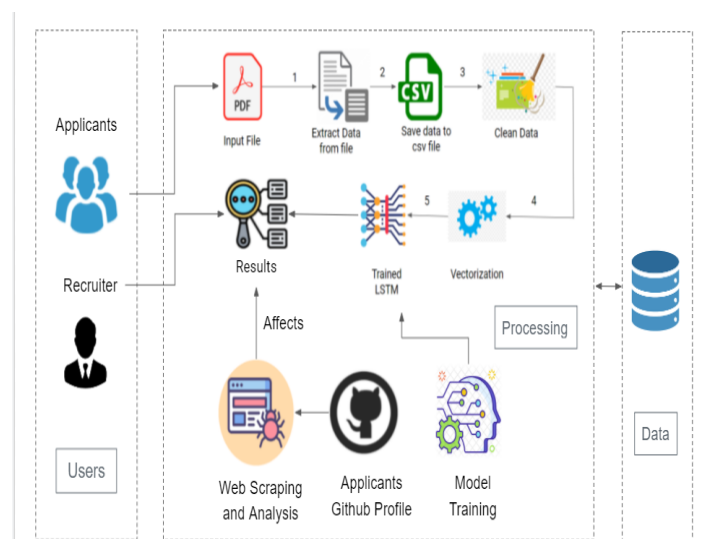 Applicants
Recruiter
Users
PDF
Input File
1
Extract Data
from file
2
CSV
Save data to
csv file
3
Clean Data
4
Vectorization
5
Trained
LSTM
Results
Affects
Processing
Web Scraping
and Analysis
Applicants
Github Profile
Model
Training
Data